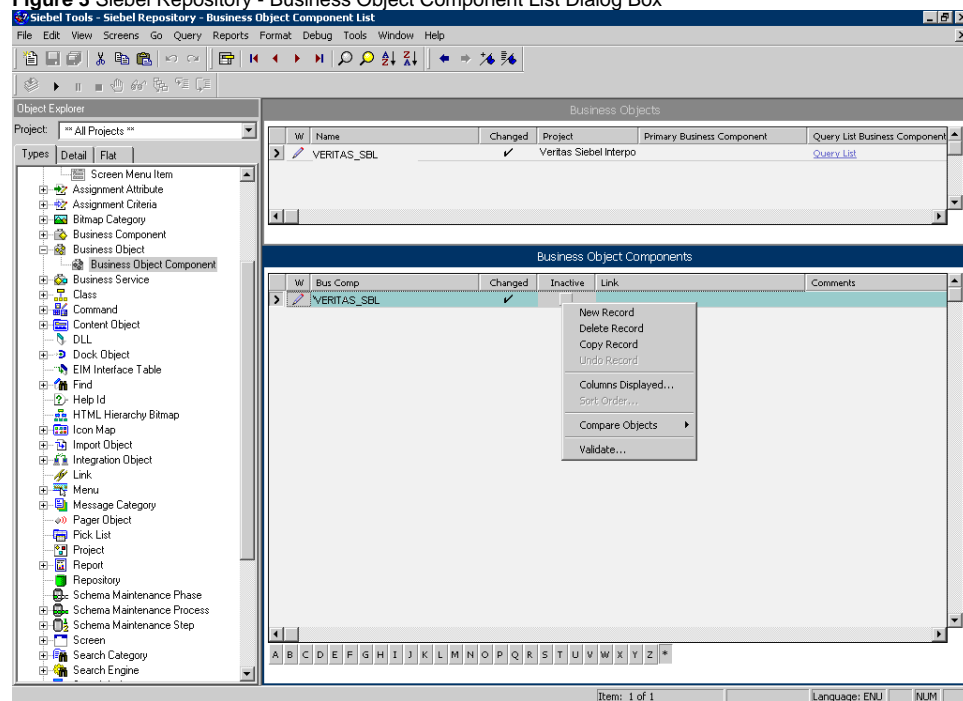 Figure 3 Siebel Repository - Business Object Component List Dialog Box
Siebel Tools - Siebel Repository - Business Object Component List
File Edit View Screens Go Query Reports Format Debug Tools Window Help
Object Explorer
Project: ** All Projects **
Types Detail Flat
Screen Menu Item
Assignment Attribute
Assignment Criteria
Bitmap Category
Business Component
Business Object
Business Object Component
Business Service
Class
Command
Content Object
DLL
Dock Object
EIM Interface Table
Find
Help Id
HTML Hierarchy Bitmap
Icon Map
Import Object
Integration Object
Link
Menu
Message Category
Pager Object
Pick List
Project
Report
Repository
Schema Maintenance Phase
Schema Maintenance Process
Schema Maintenance Step
Screen
Search Category
Search Engine
Business Objects
W Name Changed Project Primary Business Component Query List Business Component
VERITAS_SBL Veritas Siebel Interpo Query List
Business Object Components
W Bus Comp Changed Inactive Link Comments
VERITAS_SBL
New Record
Delete Record
Copy Record
Undo Record
Columns Displayed...
Sort Order...
Compare Objects
Validate...
A B C D E F G H I J K L M N O P Q R S T U V W X Y Z *
Item: 1 of 1 Language: ENU NUM